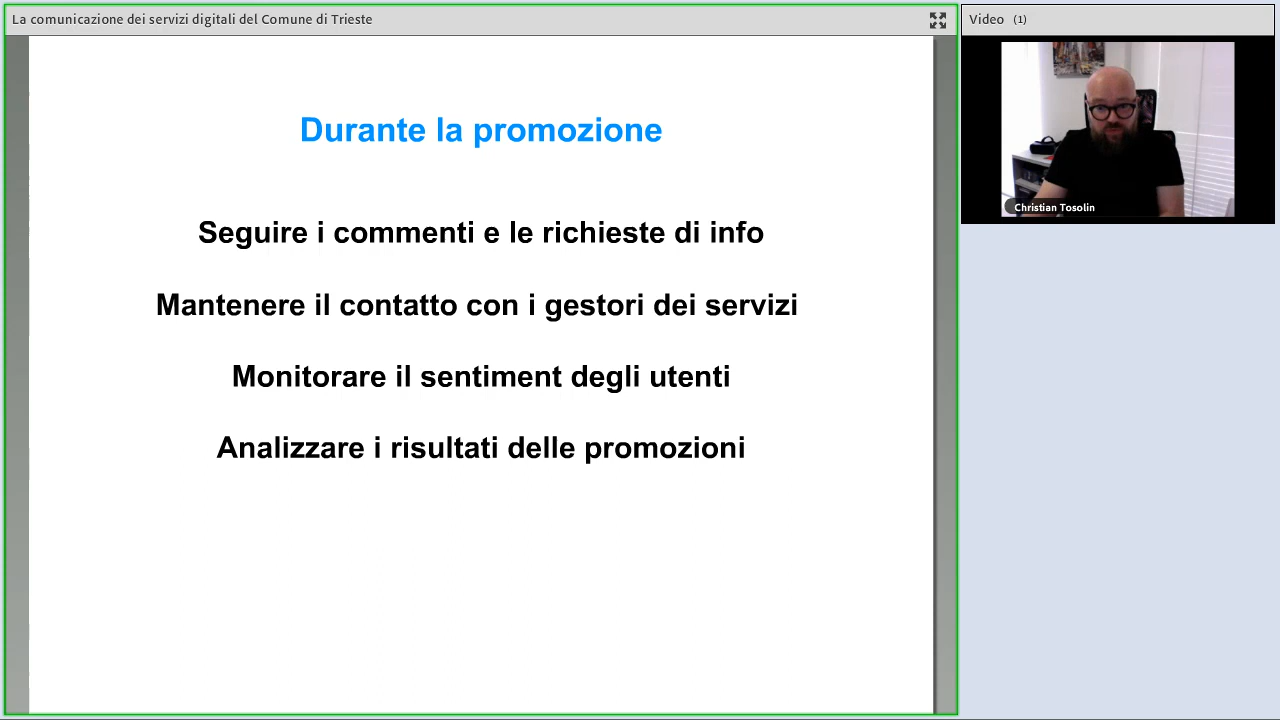 La comunicazione dei servizi digitali del Comune di Trieste
Video (1)
Durante la promozione
Seguire i commenti e le richieste di info
Mantenere il contatto con i gestori dei servizi
Monitorare il sentiment degli utenti
Analizzare i risultati delle promozioni
Christian Tosolin